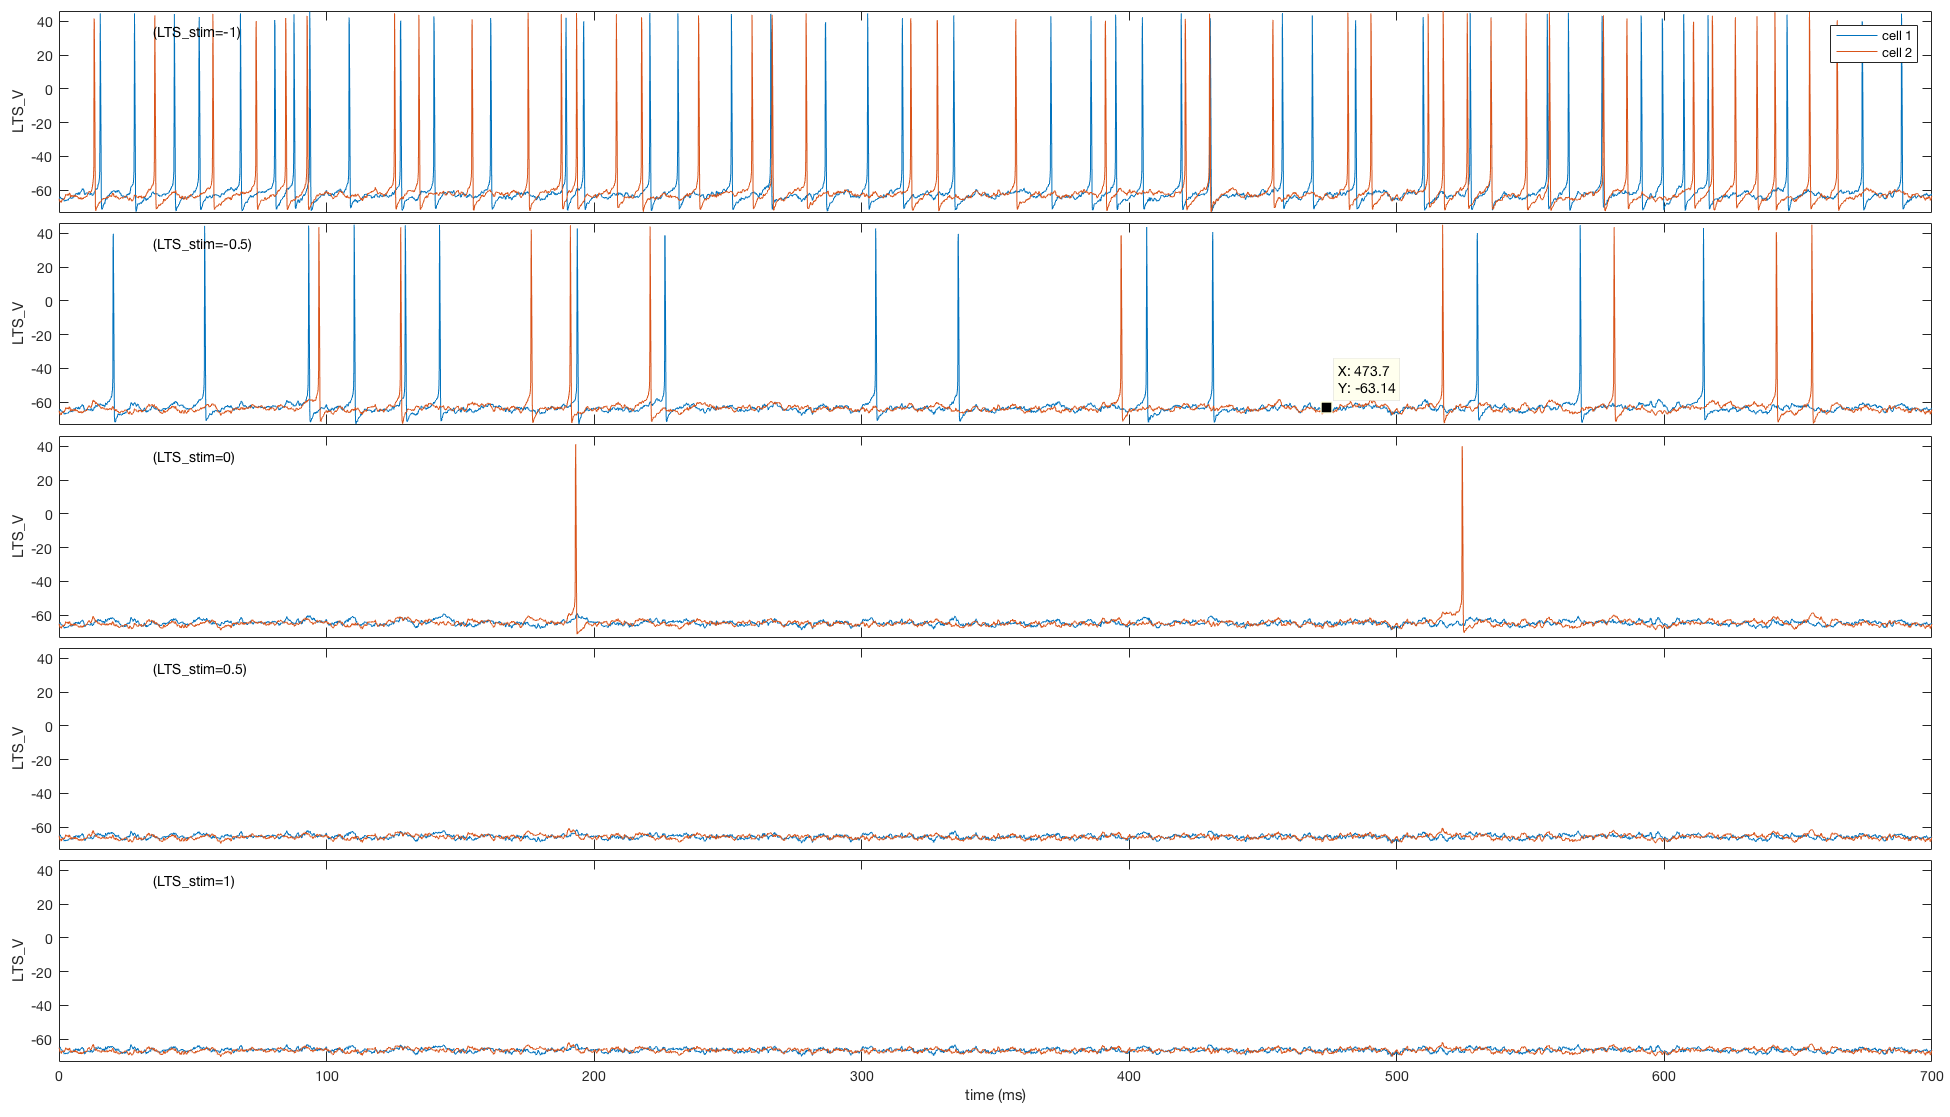 (LTS_stim=-1)
cell 1
cell 2
40
20
0
-20
-40
-60
LTS_V
(LTS_stim=-0.5)
40
20
0
-20
-40
-60
LTS_V
X: 473.7
Y: -63.14
(LTS_stim=0)
40
20
0
-20
-40
-60
LTS_V
(LTS_stim=0.5)
40
20
0
-20
-40
-60
LTS_V
(LTS_stim=1)
40
20
0
-20
-40
-60
LTS_V
0 100 200 300 400 500 600 700
time (ms)